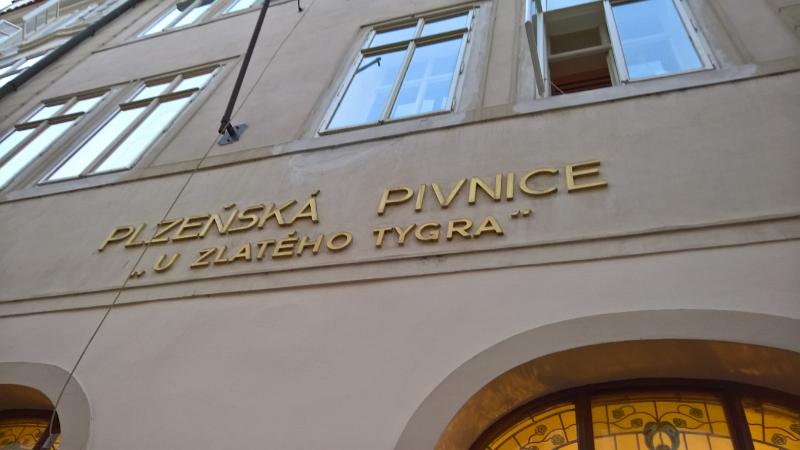 PLZEŇSKÁ PIVNICE
„U ZLATÉHO TYGRA”